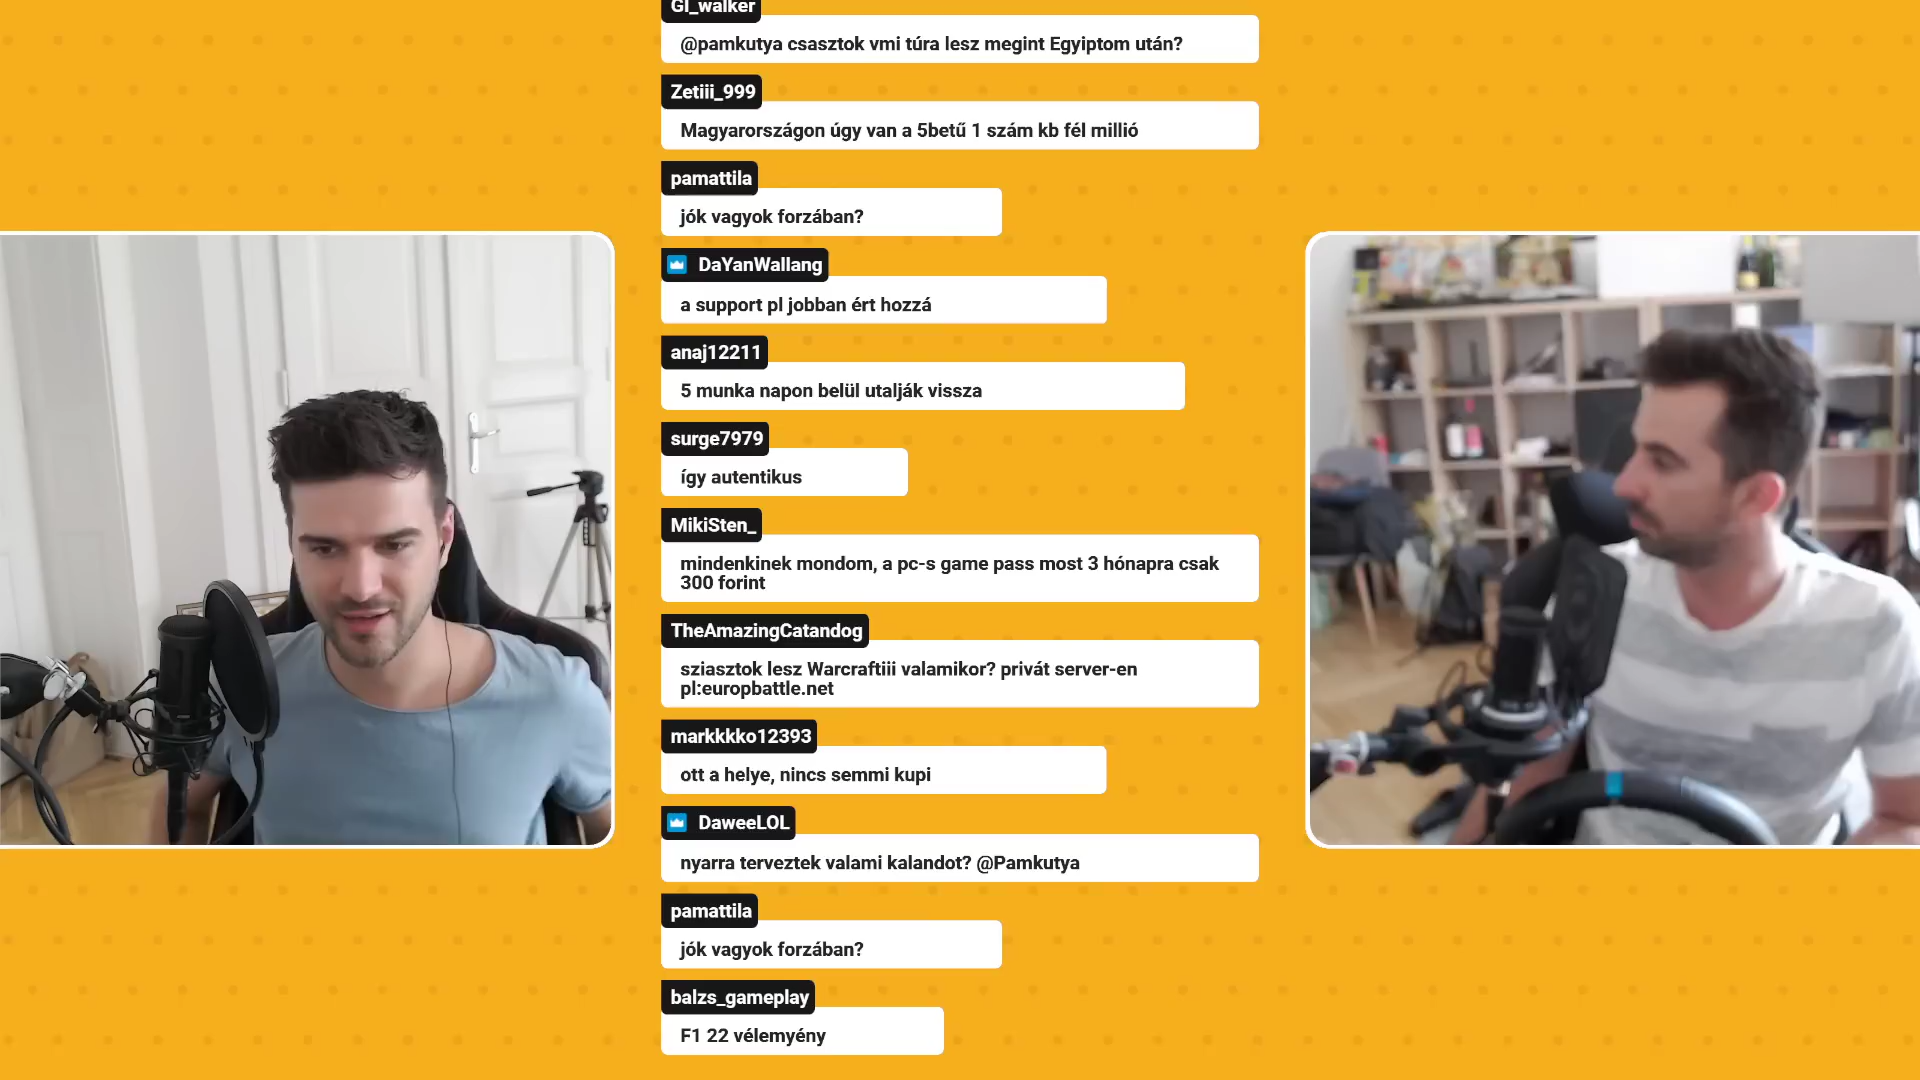 GI_walker
@pamkutya csasztok vmi túra lesz megint Egyiptom után?
Zetiii_999
Magyarországon úgy van a 5betű 1 szám kb fél millió
pamattila
jók vagyok forzában?
DaYanWallang
a support pl jobban ért hozzá
anaj12211
5 munka napon belül utalják vissza
surge7979
így autentikus
MikiSten_
mindenkinek mondom, a pc-s game pass most 3 hónapra csak
300 forint
TheAmazingCatandog
sziasztok lesz Warcraftiii valamikor? privát server-en
pl:europbattle.net
markkkko12393
ott a helye, nincs semmi kupi
DaweeLOL
nyarra terveztek valami kalandot? @Pamkutya
pamattila
jók vagyok forzában?
balzs_gameplay
F1 22 vélemyény